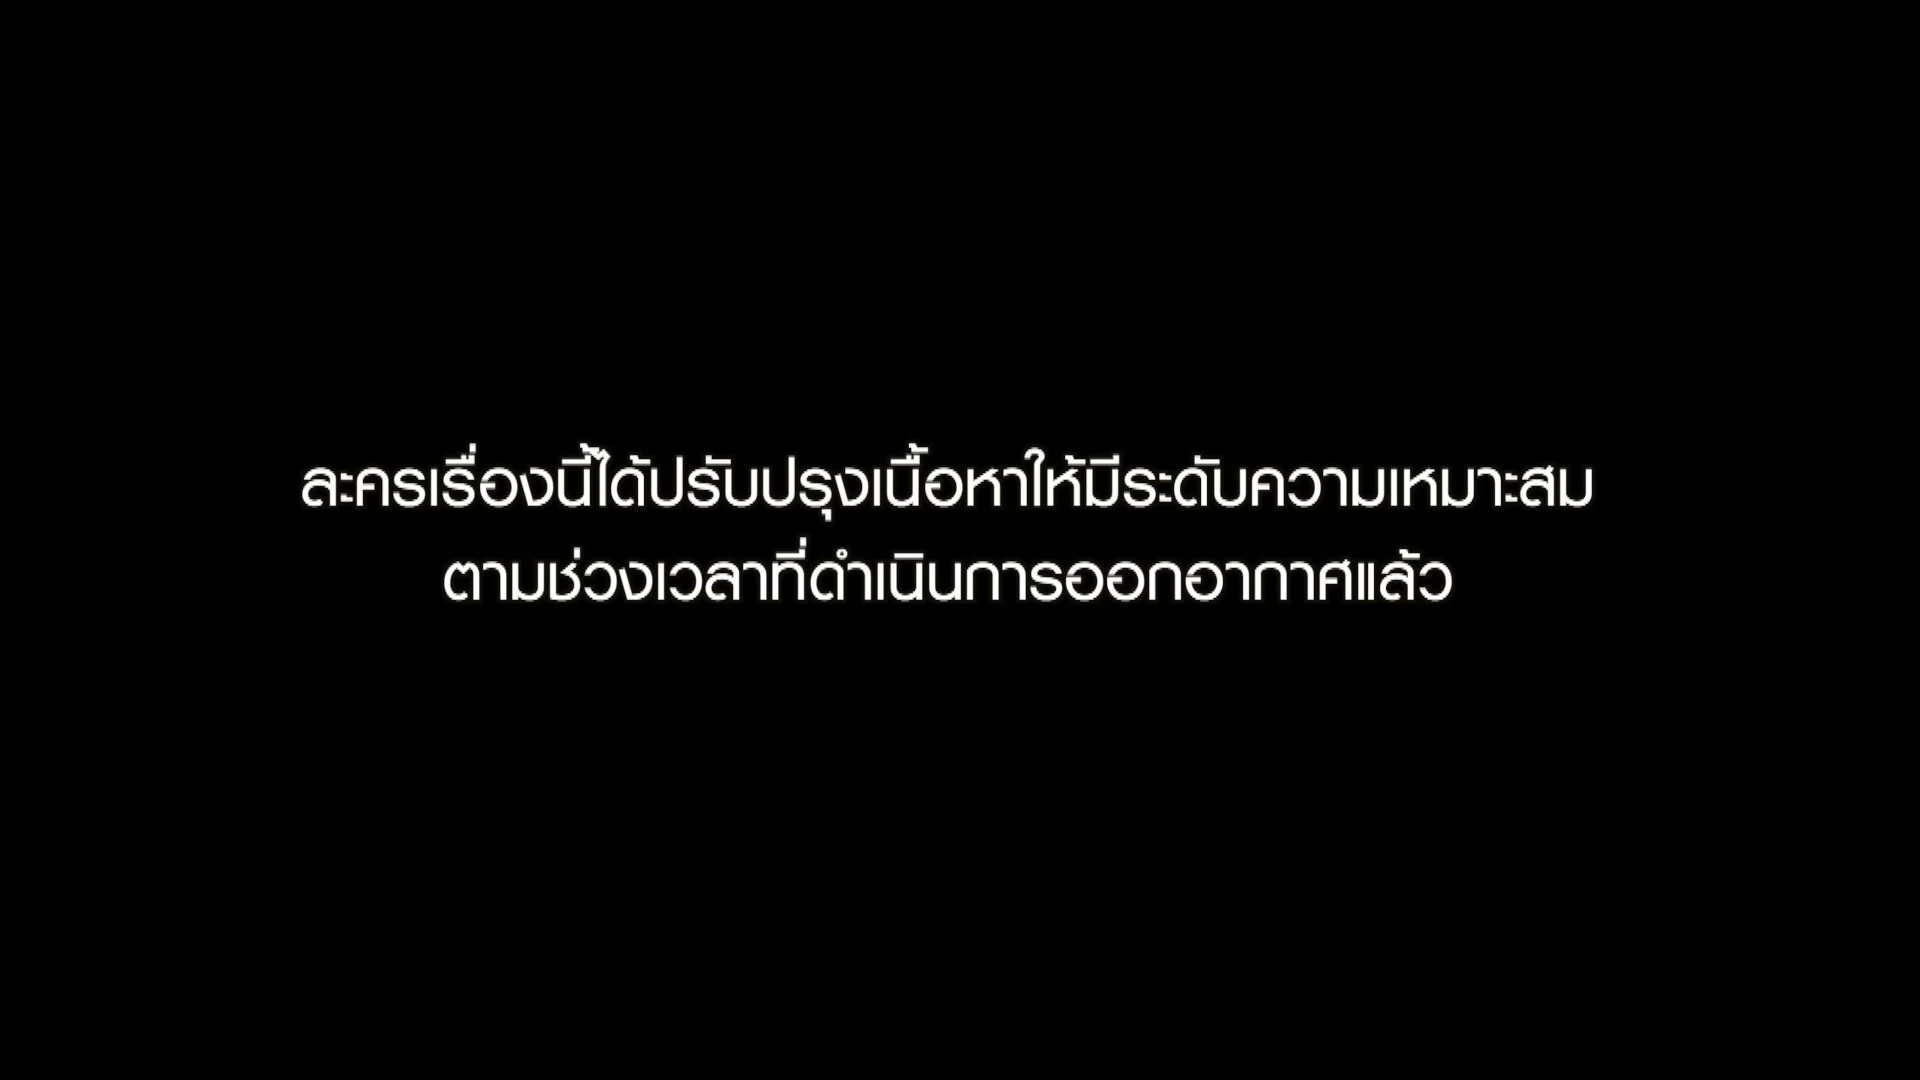 ละครเรื่องนี้ได้ปรับปรุงเนื้อหาให้มีระดับความเหมาะสม
ตามช่วงเวลาที่ดำเนินการออกอากาศแล้ว